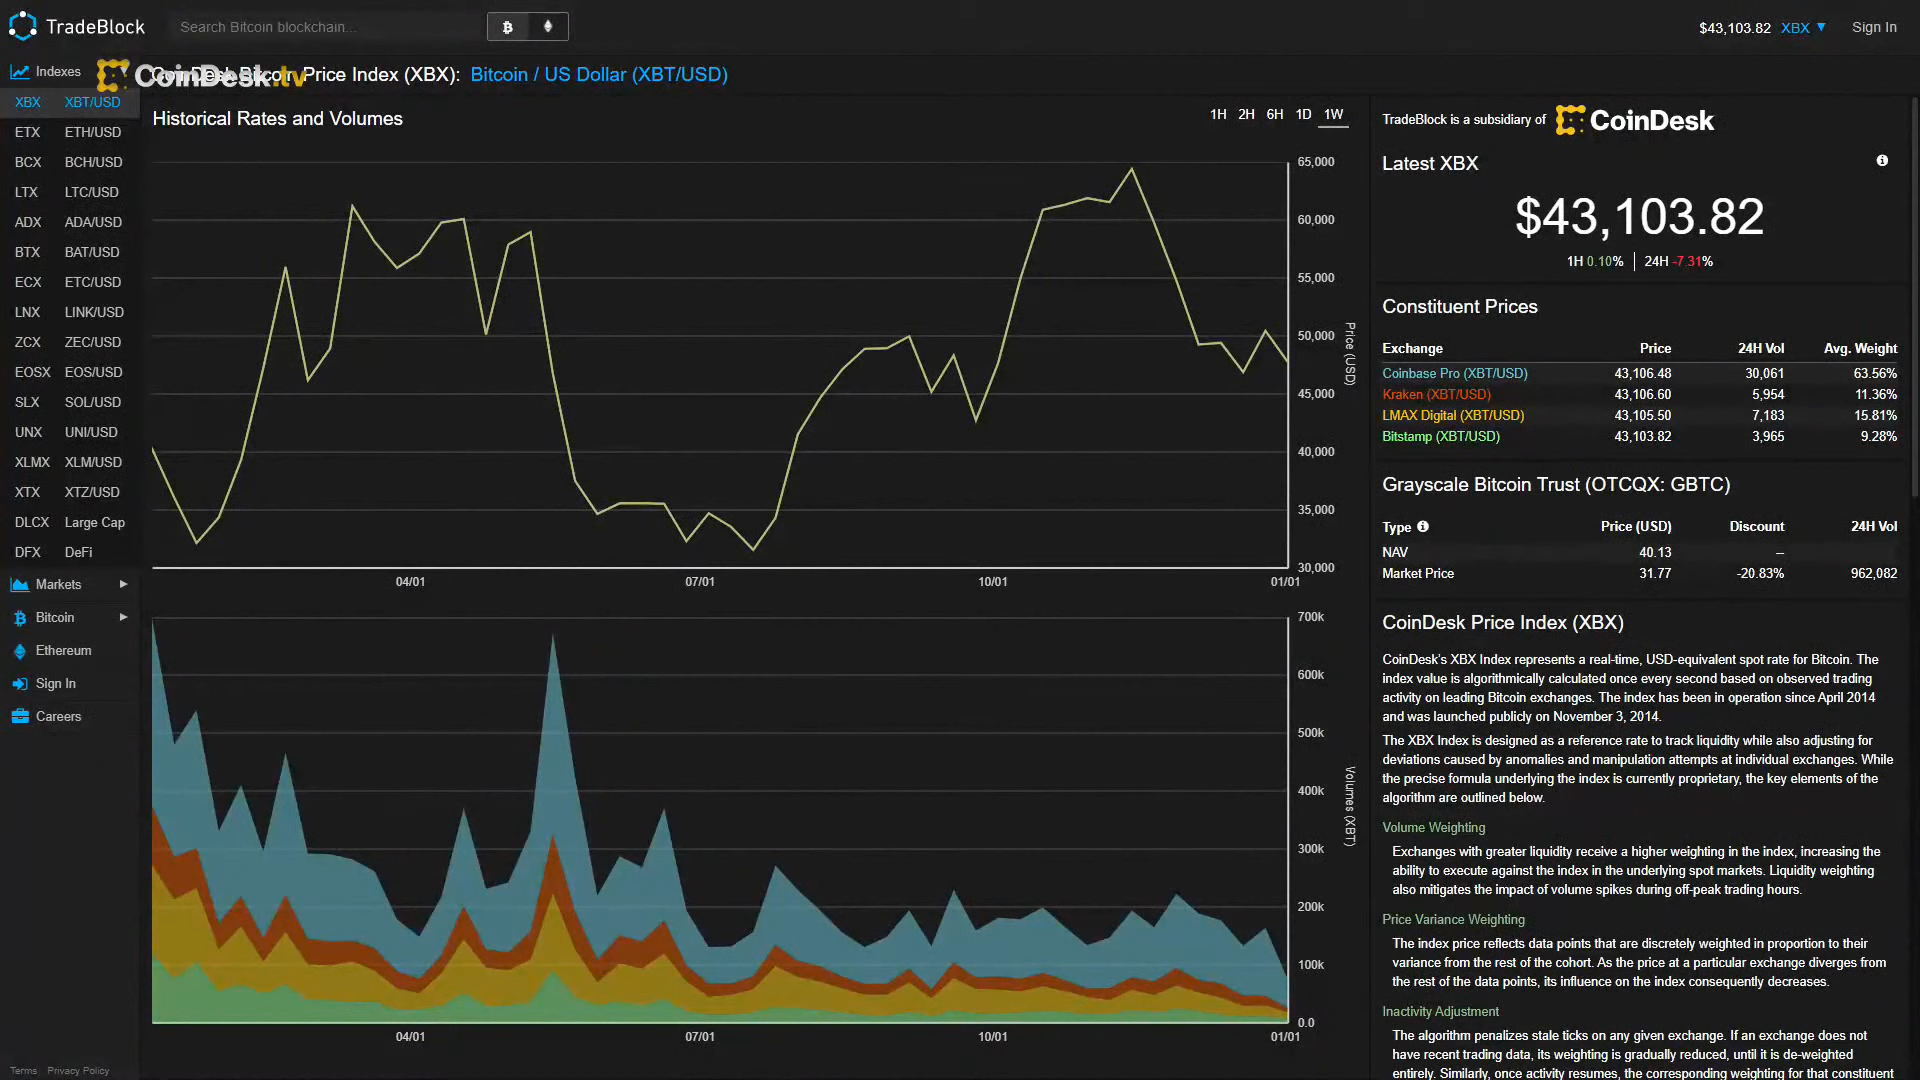 TradeBlock
Search Bitcoin blockchain...
$43,103.82 XBX ▼
Sign In
Indexes
CoinDesk.tv
CoinDesk Bitcoin Price Index (XBX): Bitcoin / US Dollar (XBT/USD)
XBX XBT/USD
ETX ETH/USD
BCX BCH/USD
LTX LTC/USD
ADX ADA/USD
BTX BAT/USD
ECX ETC/USD
LNX LINK/USD
ZCX ZEC/USD
EOSX EOS/USD
SLX SOL/USD
UNX UNI/USD
XLMX XLM/USD
XTX XTZ/USD
DLCX Large Cap
DFX DeFi
Markets
Bitcoin
Ethereum
Sign In
Careers
Terms Privacy Policy
Historical Rates and Volumes
1H 2H 6H 1D 1W
65,000
60,000
55,000
50,000
45,000
40,000
35,000
30,000
Price (USD)
04/01 07/01 10/01 01/01
700k
600k
500k
400k
300k
200k
100k
0.0
Volumes (XBT)
04/01 07/01 10/01 01/01
TradeBlock is a subsidiary of CoinDesk
Latest XBX
$43,103.82
1H 0.10% 24H -7.31%
Constituent Prices
Exchange Price 24H Vol Avg. Weight
Coinbase Pro (XBT/USD) 43,106.48 30,061 63.56%
Kraken (XBT/USD) 43,106.60 5,954 11.36%
LMAX Digital (XBT/USD) 43,105.50 7,183 15.81%
Bitstamp (XBT/USD) 43,103.82 3,965 9.28%
Grayscale Bitcoin Trust (OTCQX: GBTC)
Type Price (USD) Discount 24H Vol
NAV 40.13 –
Market Price 31.77 -20.83% 962,082
CoinDesk Price Index (XBX)
CoinDesk's XBX Index represents a real-time, USD-equivalent spot rate for Bitcoin. The
index value is algorithmically calculated once every second based on observed trading
activity on leading Bitcoin exchanges. The index has been in operation since April 2014
and was launched publicly on November 3, 2014.
The XBX Index is designed as a reference rate to track liquidity while also adjusting for
deviations caused by anomalies and manipulation attempts at individual exchanges. While
the precise formula underlying the index is currently proprietary, the key elements of the
algorithm are outlined below.
Volume Weighting
Exchanges with greater liquidity receive a higher weighting in the index, increasing the
ability to execute against the index in the underlying spot markets. Liquidity weighting
also mitigates the impact of volume spikes during off-peak trading hours.
Price Variance Weighting
The index price reflects data points that are discretely weighted in proportion to their
variance from the rest of the cohort. As the price at a particular exchange diverges from
the rest of the data points, its influence on the index consequently decreases.
Inactivity Adjustment
The algorithm penalizes stale ticks on any given exchange. If an exchange does not
have recent trading data, its weighting is gradually reduced, until it is de-weighted
entirely. Similarly, once activity resumes, the corresponding weighting for that constituent